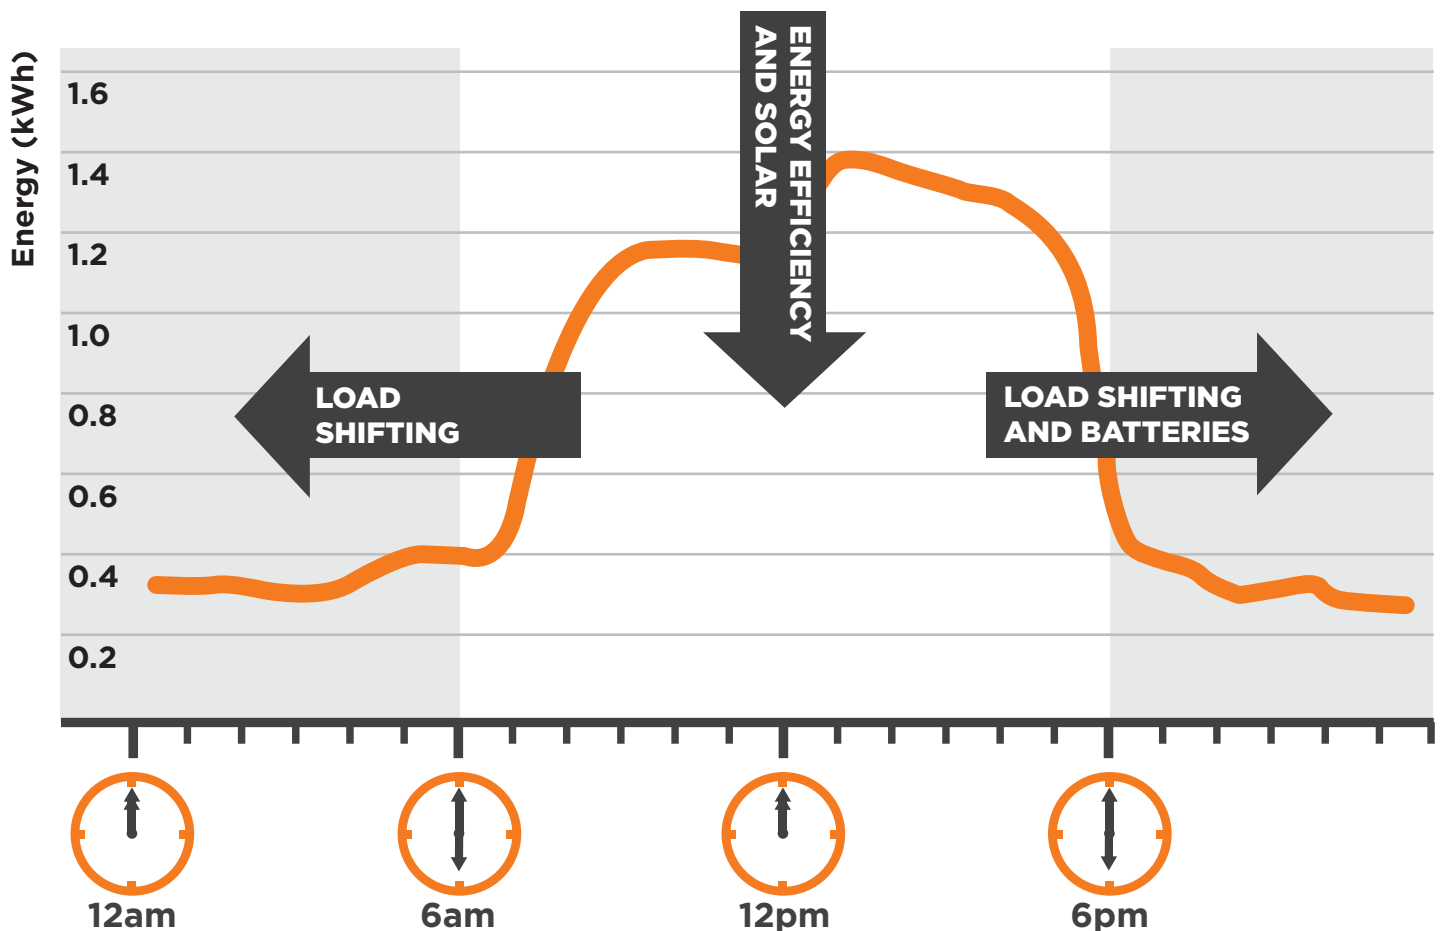 Energy (kWh)
1.6
1.4
1.2
1.0
0.8
0.6
0.4
0.2
ENERGY EFFICIENCY
AND SOLAR
LOAD
SHIFTING
LOAD SHIFTING
AND BATTERIES
12am
6am
12pm
6pm